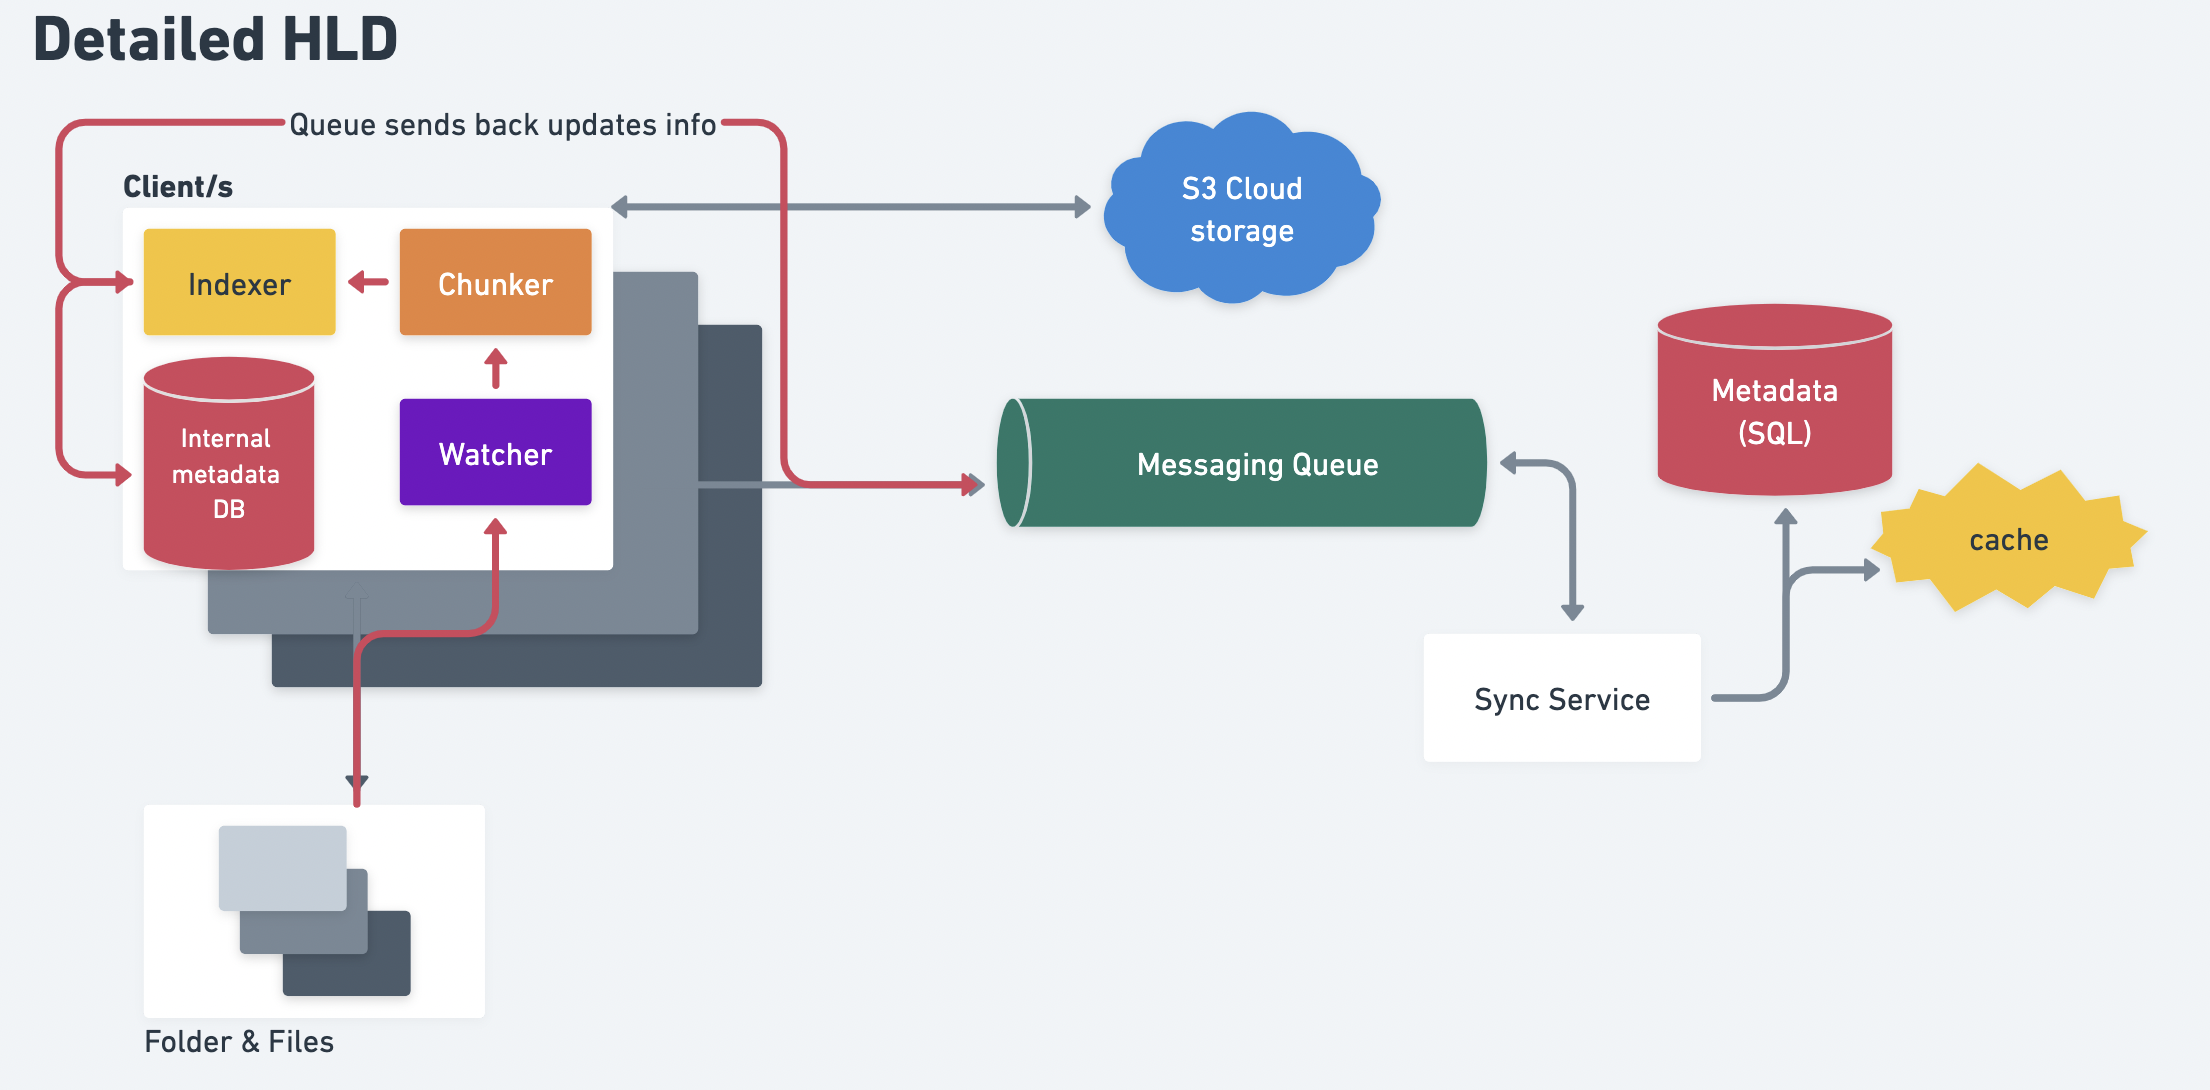 Detailed HLD
Queue sends back updates info
Client/s
S3 Cloud
storage
Indexer
Chunker
Internal
metadata
DB
Watcher
Messaging Queue
Metadata
(SQL)
cache
Sync Service
Folder & Files